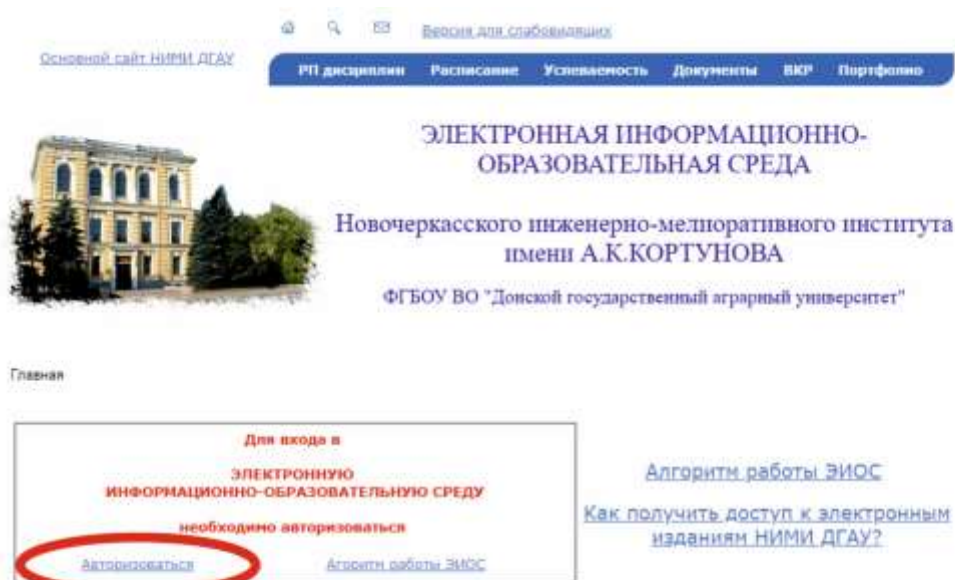 Версия для слабовидящих
Основной сайт НИМИ ДГАУ
РП дисциплин Расписание Успеваемость Документы ВКР Портфолио
ЭЛЕКТРОННАЯ ИНФОРМАЦИОННО-
ОБРАЗОВАТЕЛЬНАЯ СРЕДА
Новочеркасского инженерно-мелиоративного института
имени А.К.КОРТУНОВА
ФГБОУ ВО "Донской государственный аграрный университет"
Главная
Для входа в
ЭЛЕКТРОННУЮ
ИНФОРМАЦИОННО-ОБРАЗОВАТЕЛЬНУЮ СРЕДУ
необходимо авторизоваться
Авторизоваться Алгоритм работы ЭИОС
Алгоритм работы ЭИОС
Как получить доступ к электронным
изданиям НИМИ ДГАУ?